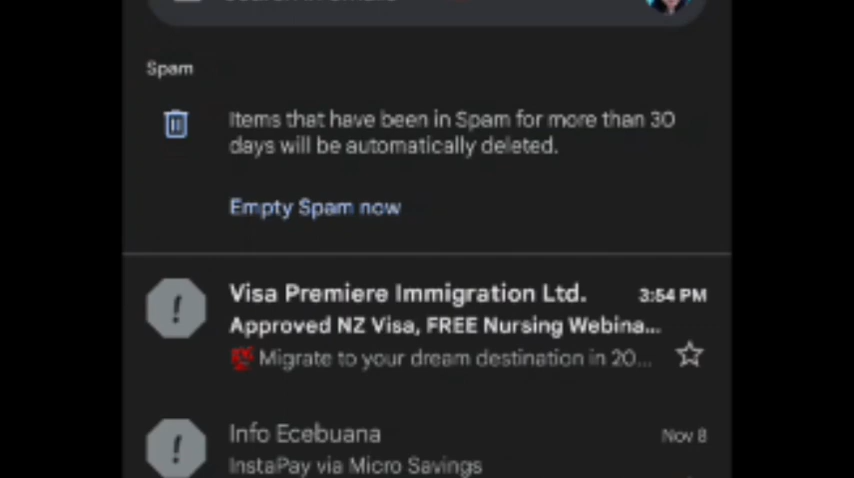 Spam
Items that have been in Spam for more than 30
days will be automatically deleted.
Empty Spam now
Visa Premiere Immigration Ltd. 3:54 PM
Approved NZ Visa, FREE Nursing Webina...
💯 Migrate to your dream destination in 20...
Info Ecebuana Nov 8
InstaPay via Micro Savings